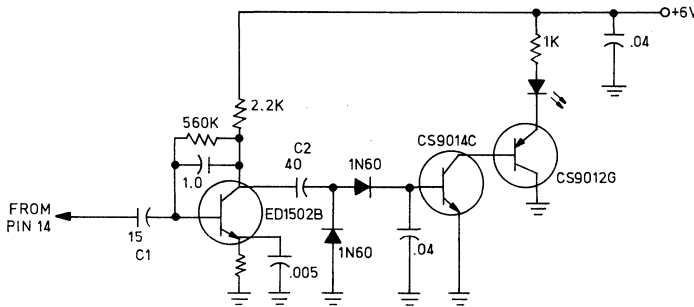 +6V
1K
.04
2.2K
560K
CS9014C
C2
40
1N60
1.0
CS9012G
FROM
PIN 14
ED1502B
15
C1
1N60
.04
.005